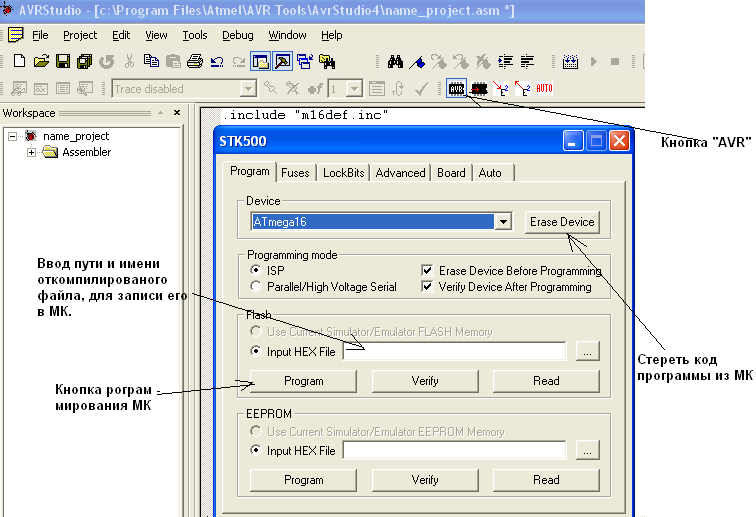 AVRStudio - [c:\Program Files\Atmel\AVR Tools\AvrStudio4\name_project.asm *]
File Project Edit View Tools Debug Window Help
Trace disabled
1
AVR
AUTO
Workspace
name_project
Assembler
.include "m16def.inc"
Кнопка "AVR"
STK500
Program Fuses LockBits Advanced Board Auto
Device
ATmega16
Erase Device
Programming mode
ISP
Erase Device Before Programming
Parallel/High Voltage Serial
Verify Device After Programming
Ввод пути и имени
откомпилированого
файла, для записи его
в МК.
Flash
Use Current Simulator/Emulator FLASH Memory
Input HEX File
...
Program Verify Read
Стереть код
программы из МК
Кнопка рограм -
мирования МК
EEPROM
Use Current Simulator/Emulator EEPROM Memory
Input HEX File
...
Program Verify Read